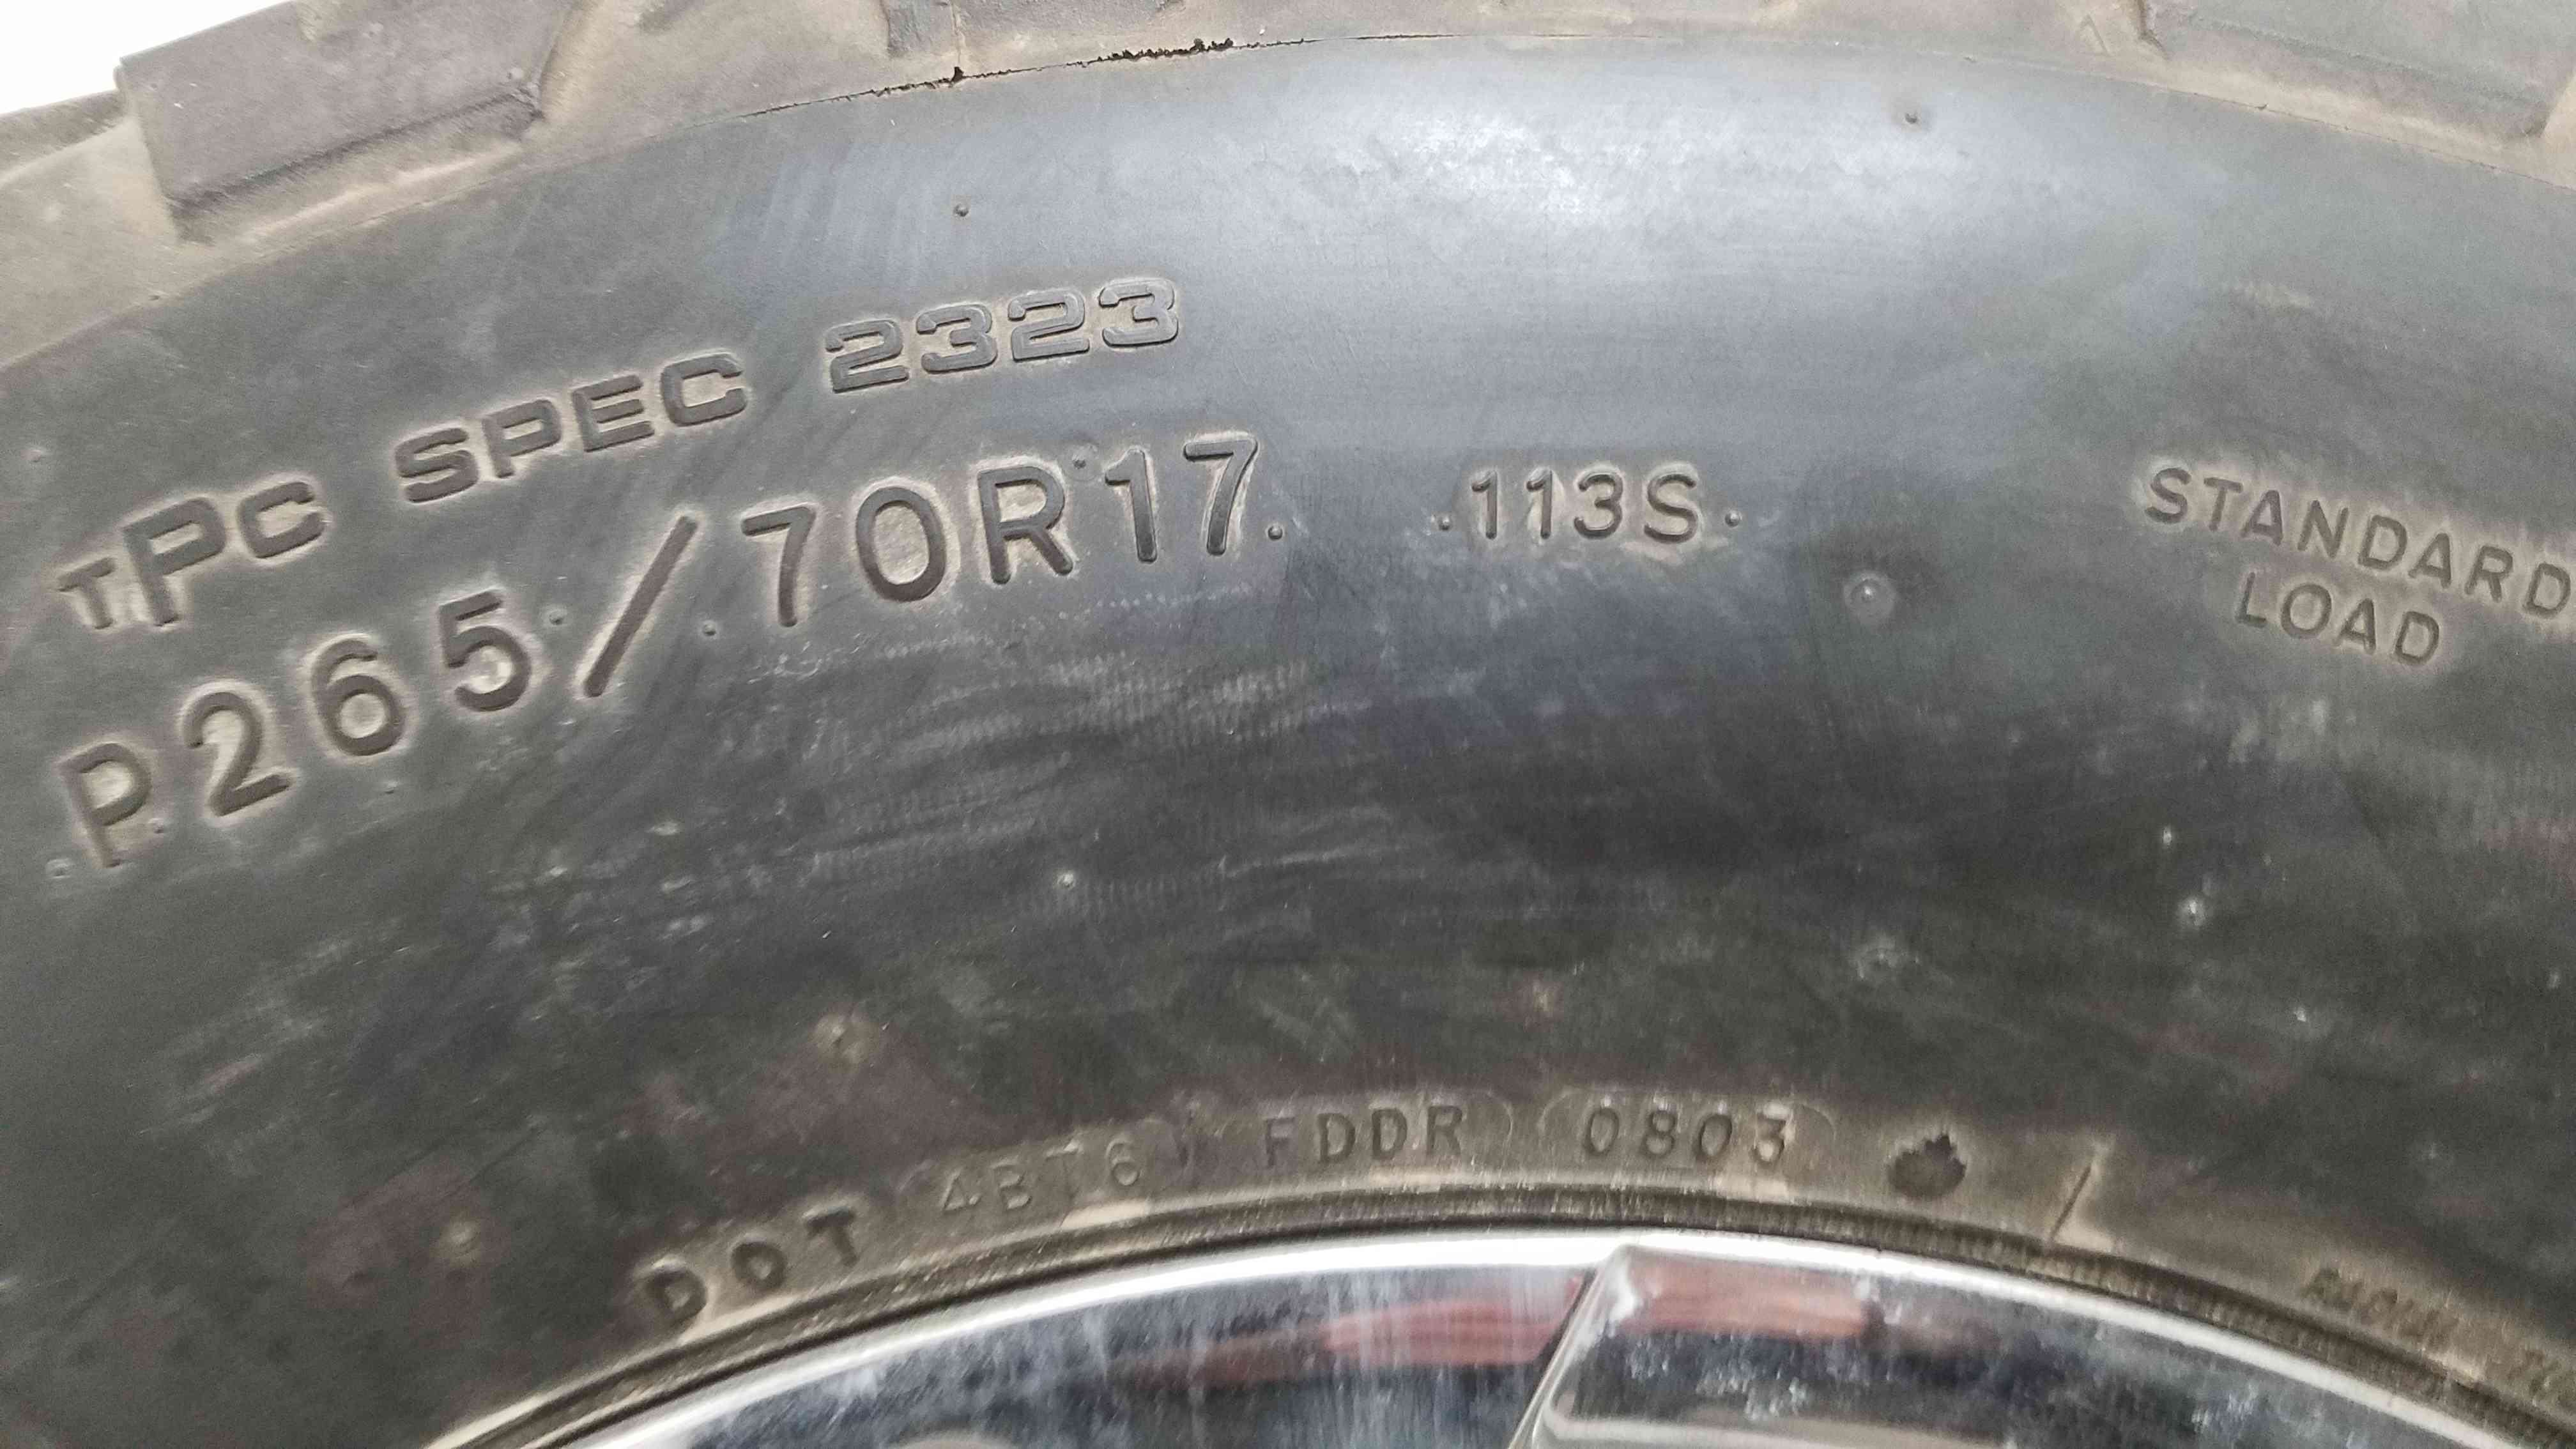 TPC SPEC 2323
P265/70R17 113S
STANDARD
LOAD
DOT 4BT6 FDDR 0803